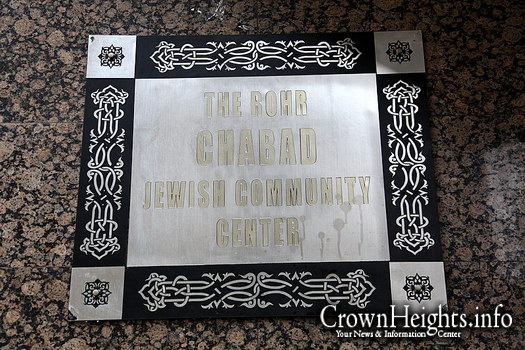 THE ROHR
CHABAD
JEWISH COMMUNITY
CENTER
CrownHeights.info
Your News & Information Center